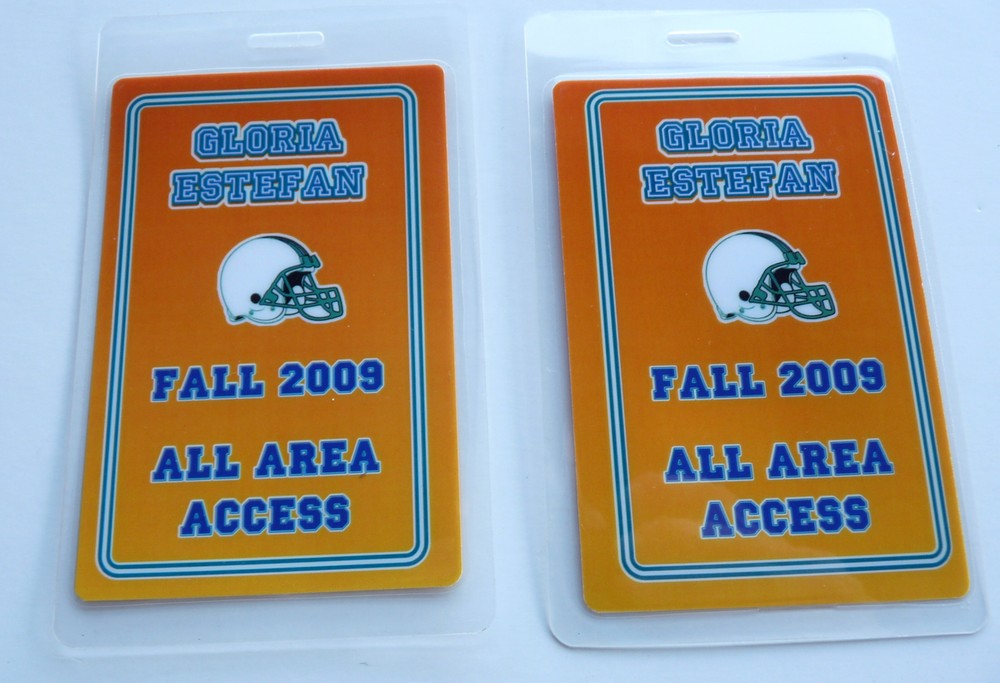 GLORIA
ESTEFAN
FALL 2009
ALL AREA
ACCESS
GLORIA
ESTEFAN
FALL 2009
ALL AREA
ACCESS